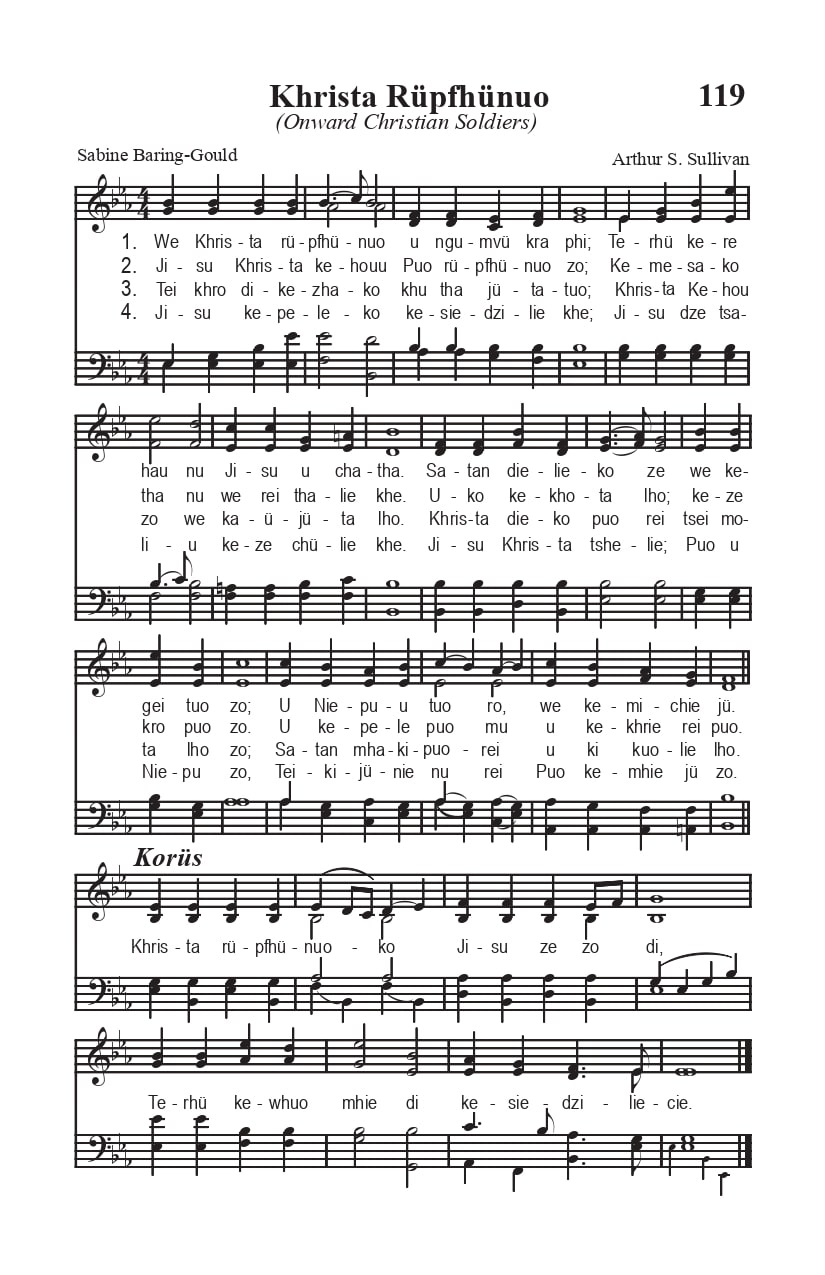 Khrista Rüpfhünuo 119
(Onward Christian Soldiers)
Sabine Baring-Gould Arthur S. Sullivan
1. We Khris - ta rü - pfhü - nuo u ngu - mvü kra phi; Te - rhü ke - re
2. Ji - su Khris - ta ke - houu Puo rü - pfhü - nuo zo; Ke - me - sa - ko
3. Tei khro di - ke - zha - ko khu tha jü - ta - tuo; Khris - ta Ke - hou
4. Ji - su ke - pe - le - ko ke - sie - dzi - lie khe; Ji - su dze tsa-
hau nu Ji - su u cha - tha. Sa - tan die - lie - ko ze we ke-
tha nu we rei tha - lie khe. U - ko ke - kho - ta lho; ke - ze
zo we ka - ü - jü - ta lho. Khris - ta die - ko puo rei tsei mo-
li - u ke - ze chü - lie khe. Ji - su Khris - ta tshe - lie; Puo u
gei tuo zo; U Nie - pu - u tuo ro, we ke - mi - chie jü.
kro puo zo. U ke - pe - le puo mu u ke - khrie rei puo.
ta lho zo; Sa - tan mha - ki - puo - rei u ki kuo - lie lho.
Nie - pu zo, Tei - ki - jü - nie nu rei Puo ke - mhie jü zo.
Korüs
Khris - ta rü - pfhü - nuo - ko Ji - su ze zo di,
Te - rhü ke - whuo mhie di ke - sie - dzi - lie - cie.